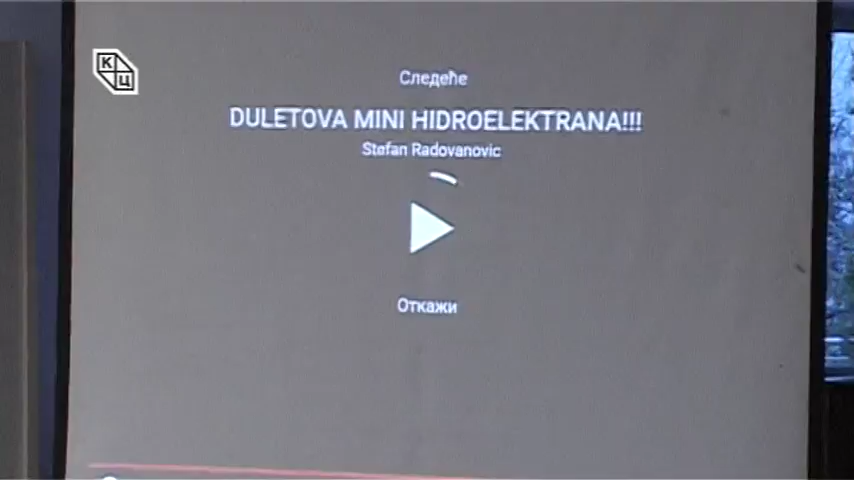 К
Ц
Следеће
DULETOVA MINI HIDROELEKTRANA!!!
Stefan Radovanovic
Откажи